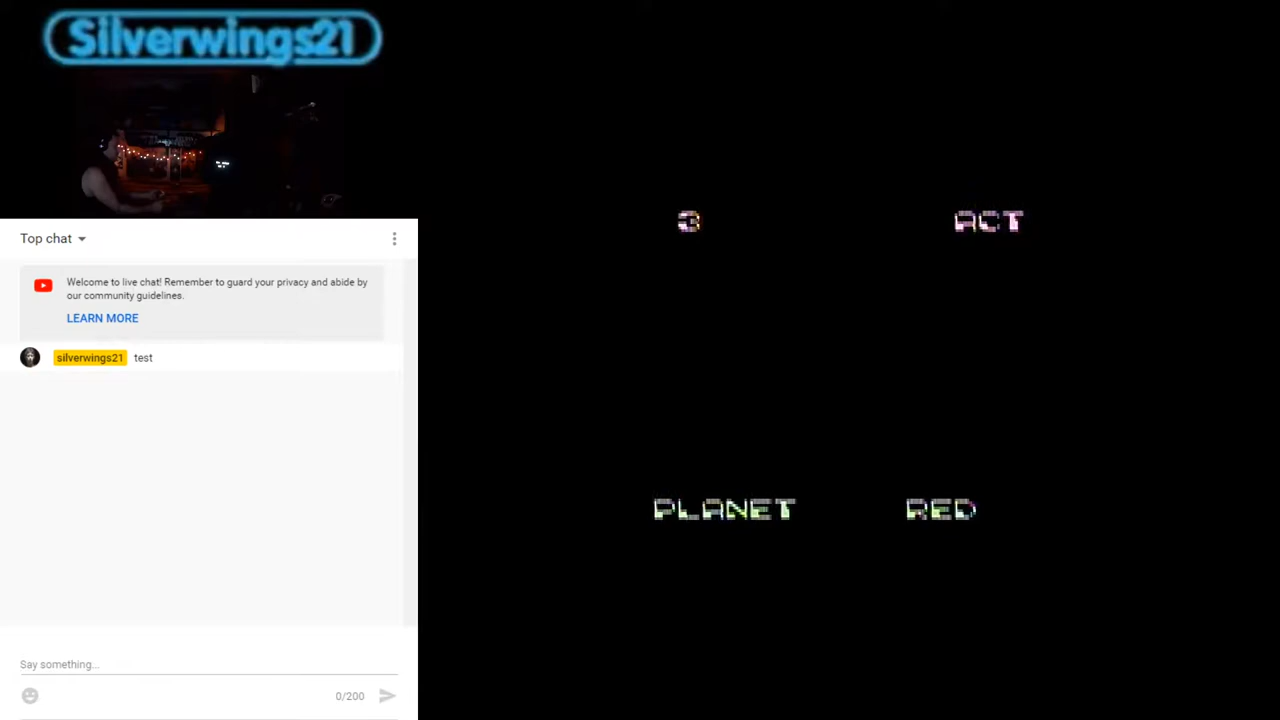 Silverwings21
Top chat
Welcome to live chat! Remember to guard your privacy and abide by
our community guidelines.
LEARN MORE
silverwings21 test
Say something...
0/200
3 ACT
PLANET RED